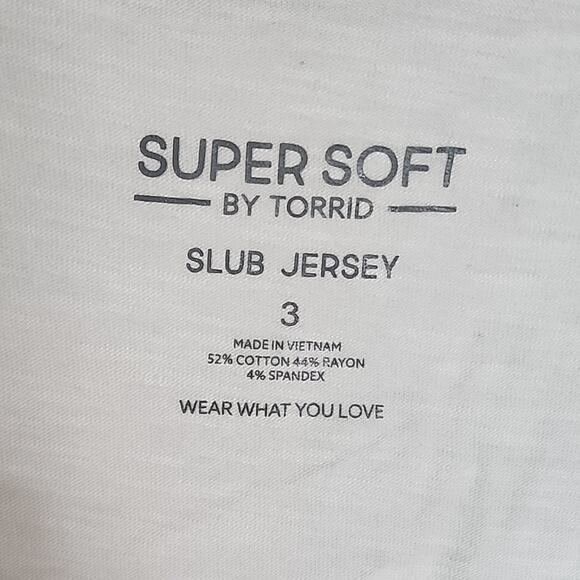 SUPER SOFT
BY TORRID
SLUB JERSEY
3
MADE IN VIETNAM
52% COTTON 44% RAYON
4% SPANDEX
WEAR WHAT YOU LOVE